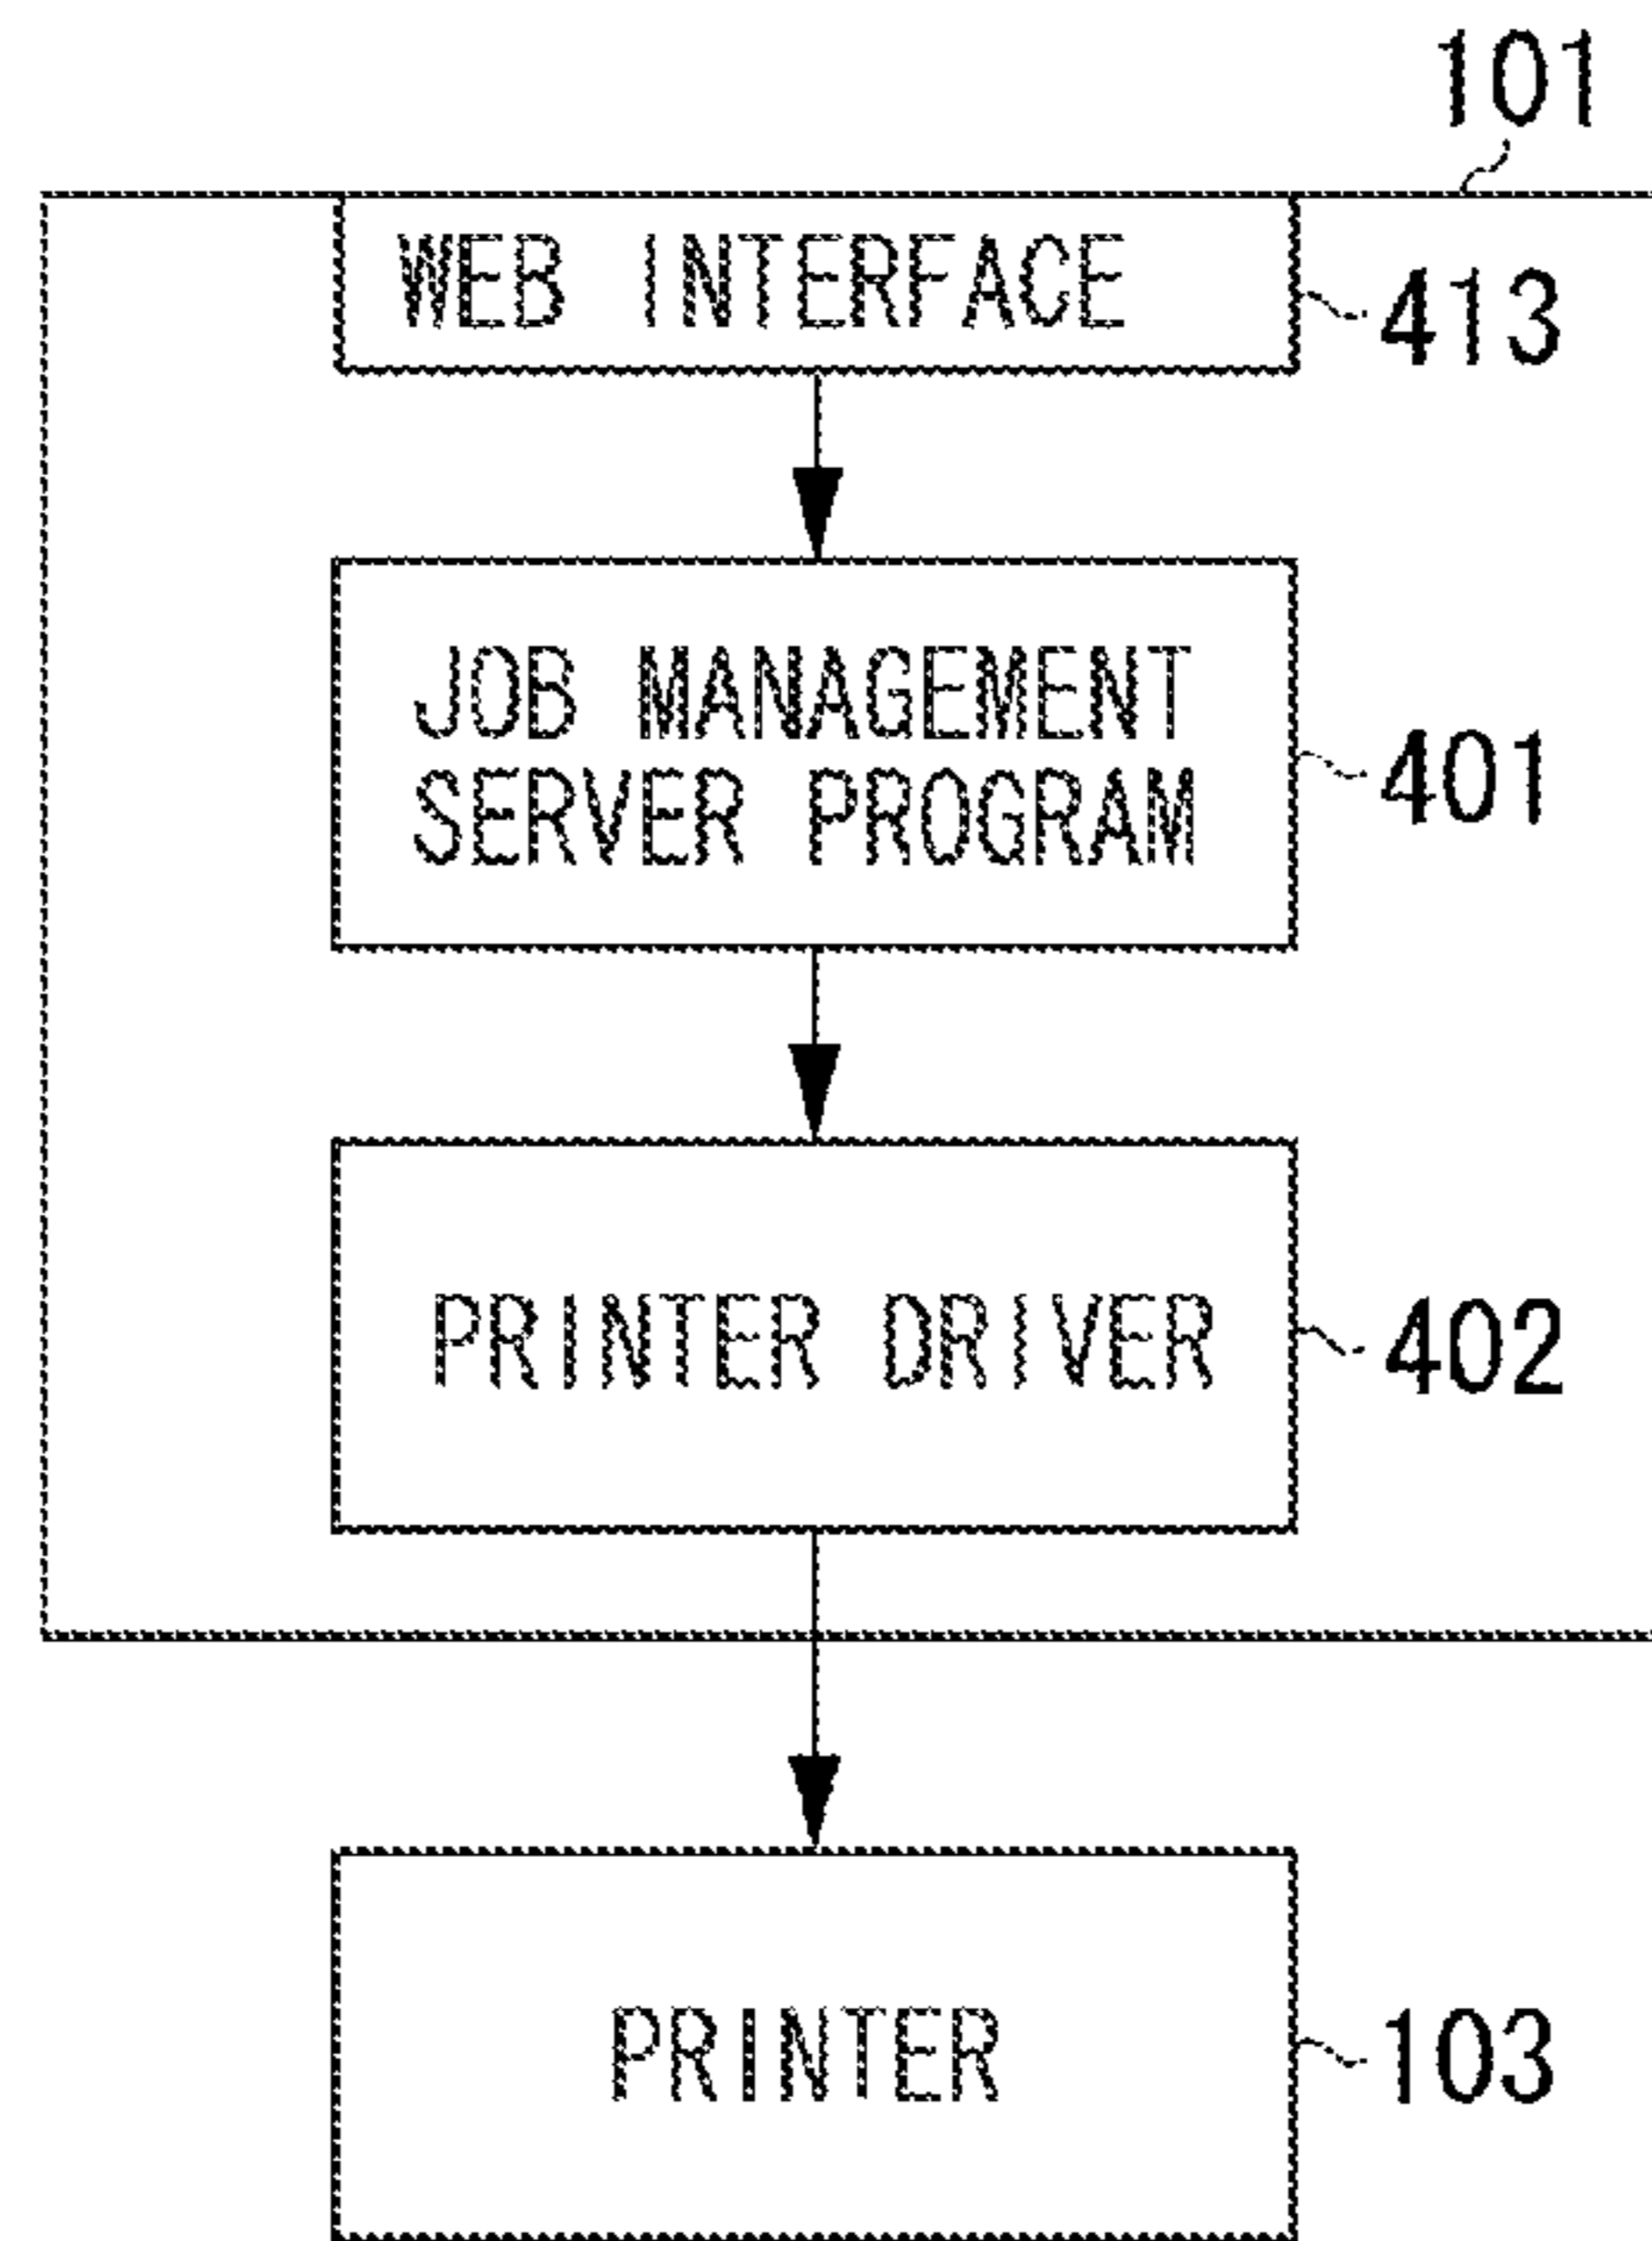 101
WEB INTERFACE
413
JOB MANAGEMENT
SERVER PROGRAM
401
PRINTER DRIVER
402
PRINTER
103